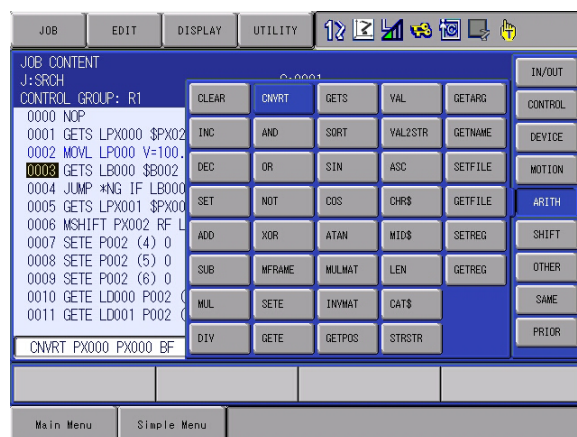 JOB EDIT DISPLAY UTILITY
JOB CONTENT
J:SRCH
CONTROL GROUP: R1
0000 NOP
0001 GETS LPX000 $PX02
0002 MOVL LP000 V=100.
0003 GETS LB000 $B002
0004 JUMP *NG IF LB000
0005 GETS LPX001 $PX00
0006 MSHIFT PX002 RF L
0007 SETE P002 (4) 0
0008 SETE P002 (5) 0
0009 SETE P002 (6) 0
0010 GETE LD000 P002 (
0011 GETE LD001 P002 (
CNVRT PX000 PX000 BF
CLEAR CNVRT GETS VAL GETARG
INC AND SORT VAL2STR GETNAME
DEC OR SIN ASC SETFILE
SET NOT COS CHR$ GETFILE
ADD XOR ATAN MID$ SETREG
SUB MFRAME MULMAT LEN GETREG
MUL SETE INVMAT CAT$
DIV GETE GETPOS STRSTR
IN/OUT
CONTROL
DEVICE
MOTION
ARITH
SHIFT
OTHER
SAME
PRIOR
Main Menu Simple Menu